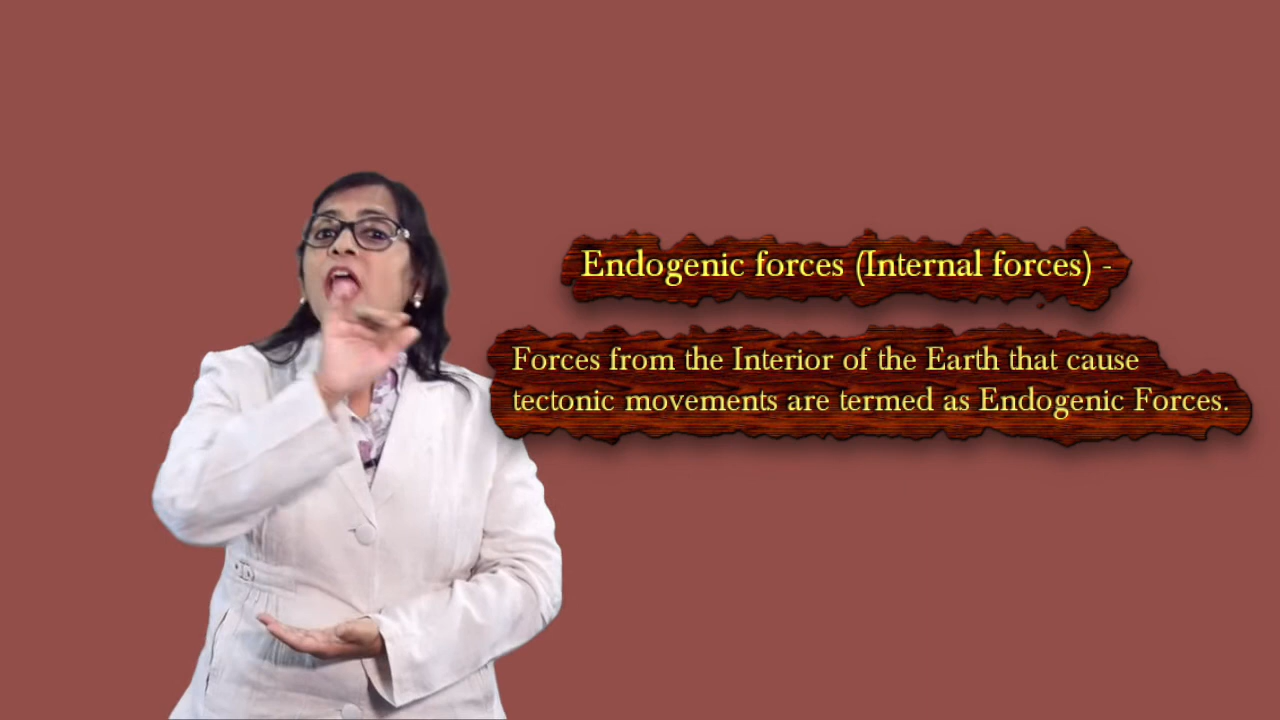 Endogenic forces (Internal forces) -
Forces from the Interior of the Earth that cause
tectonic movements are termed as Endogenic Forces.